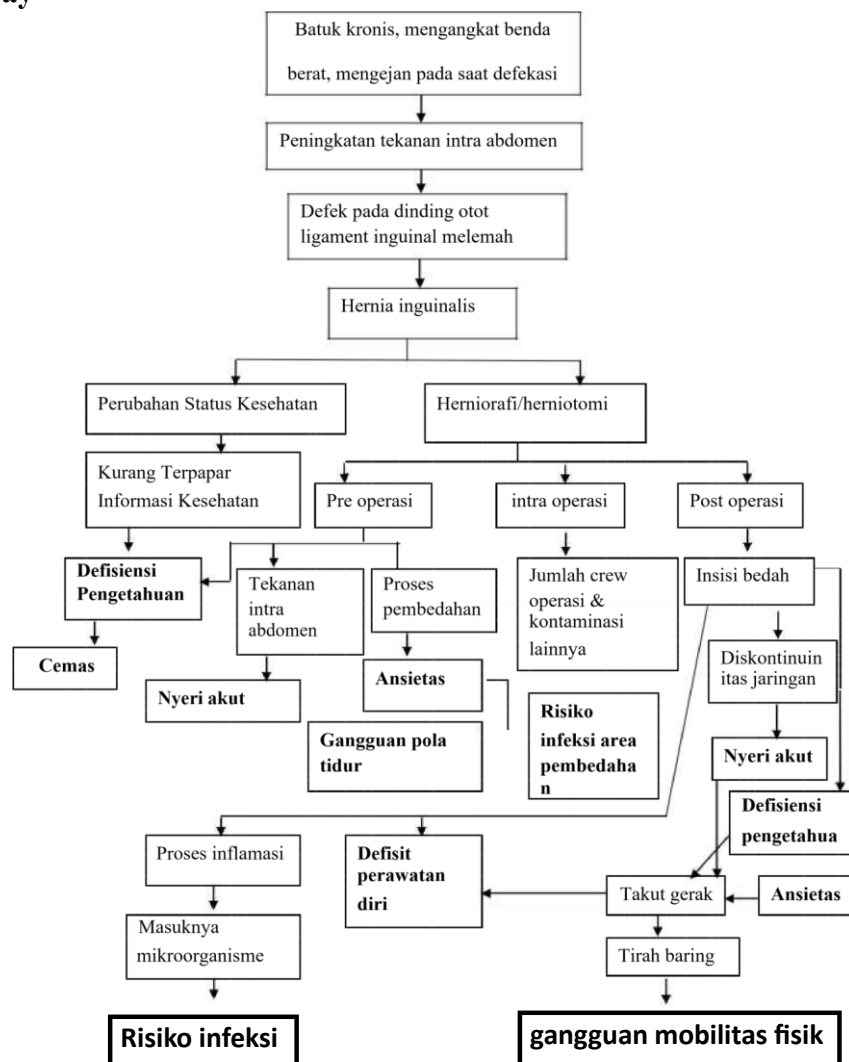 ay
Batuk kronis, mengangkat benda
berat, mengejan pada saat defekasi
Peningkatan tekanan intra abdomen
Defek pada dinding otot
ligament inguinal melemah
Hernia inguinalis
Perubahan Status Kesehatan
Herniorafi/herniotomi
Kurang Terpapar
Informasi Kesehatan
Pre operasi
intra operasi
Post operasi
Defisiensi
Pengetahuan
Tekanan
intra
abdomen
Proses
pembedahan
Jumlah crew
operasi &
kontaminasi
lainnya
Insisi bedah
Cemas
Nyeri akut
Ansietas
Diskontinuin
itas jaringan
Gangguan pola
tidur
Risiko
infeksi area
pembedaha
n
Nyeri akut
Defisiensi
pengetahua
Proses inflamasi
Defisit
perawatan
diri
Takut gerak
Ansietas
Masuknya
mikroorganisme
Tirah baring
Risiko infeksi
gangguan mobilitas fisik